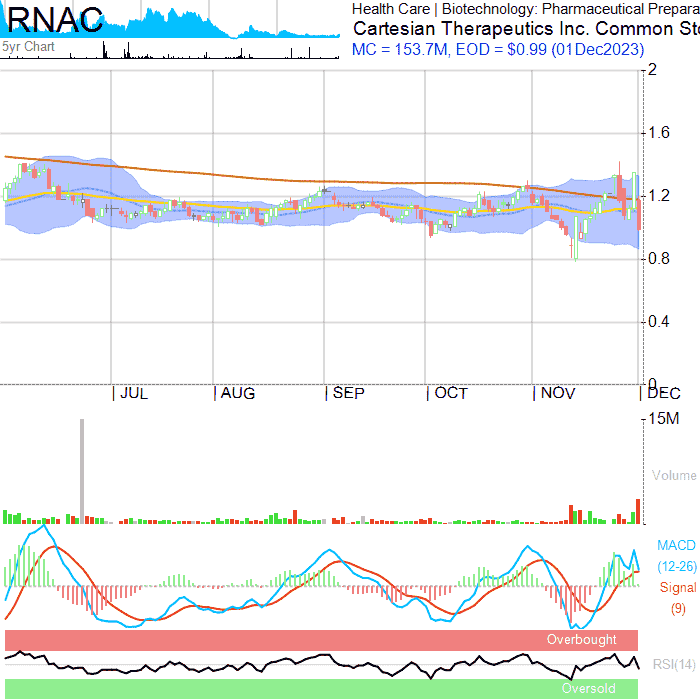 RNAC
5yr Chart
Health Care | Biotechnology: Pharmaceutical Prepara
Cartesian Therapeutics Inc. Common Sto
MC = 153.7M, EOD = $0.99 (01Dec2023)
2
1.6
1.2
0.8
0.4
0
JUL AUG SEP OCT NOV DEC
15M
Volume
MACD
(12-26)
Signal
(9)
Overbought
RSI(14)
Oversold